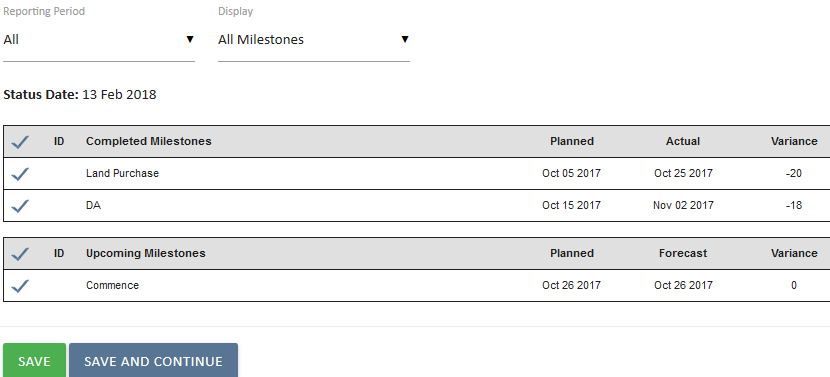 Reporting Period Display
All ▼ All Milestones ▼
Status Date: 13 Feb 2018
ID Completed Milestones Planned Actual Variance
Land Purchase Oct 05 2017 Oct 25 2017 -20
DA Oct 15 2017 Nov 02 2017 -18
ID Upcoming Milestones Planned Forecast Variance
Commence Oct 26 2017 Oct 26 2017 0
SAVE SAVE AND CONTINUE